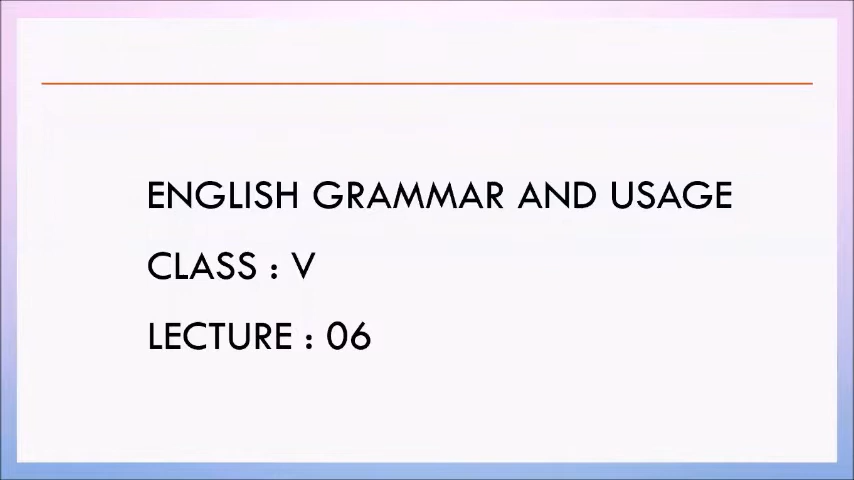 ENGLISH GRAMMAR AND USAGE
CLASS : V
LECTURE : 06